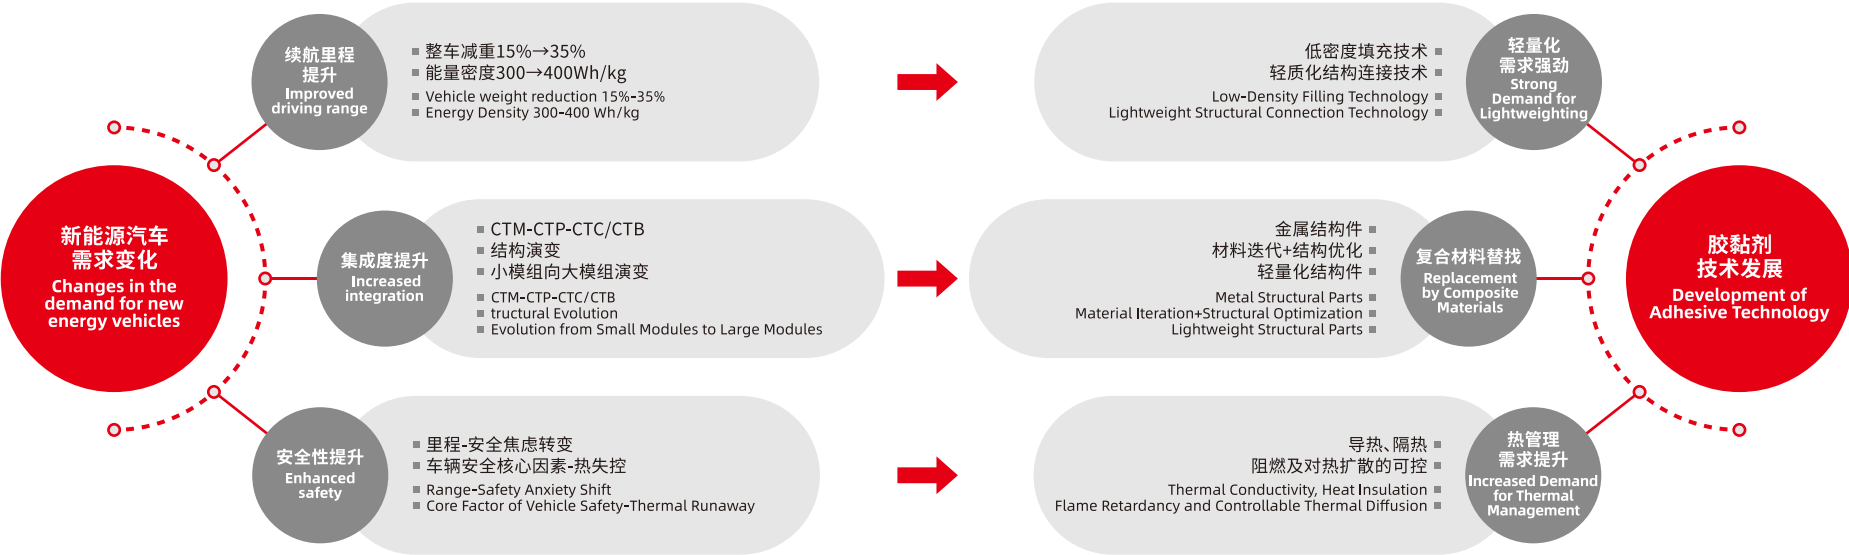 新能源汽车
需求变化
Changes in the
demand for new
energy vehicles
续航里程
提升
Improved
driving range
整车减重15%→35%
能量密度300→400Wh/kg
Vehicle weight reduction 15%-35%
Energy Density 300-400 Wh/kg
低密度填充技术
轻质化结构连接技术
Low-Density Filling Technology
Lightweight Structural Connection Technology
轻量化
需求强劲
Strong
Demand for
Lightweighting
集成度提升
Increased
integration
CTM-CTP-CTC/CTB
结构演变
小模组向大模组演变
CTM-CTP-CTC/CTB
tructural Evolution
Evolution from Small Modules to Large Modules
金属结构件
材料迭代+结构优化
轻量化结构件
Metal Structural Parts
Material Iteration+Structural Optimization
Lightweight Structural Parts
复合材料替找
Replacement
by Composite
Materials
安全性提升
Enhanced
safety
里程-安全焦虑转变
车辆安全核心因素-热失控
Range-Safety Anxiety Shift
Core Factor of Vehicle Safety-Thermal Runaway
导热、隔热
阻燃及对热扩散的可控
Thermal Conductivity, Heat Insulation
Flame Retardancy and Controllable Thermal Diffusion
热管理
需求提升
Increased Demand
for Thermal
Management
胶黏剂
技术发展
Development of
Adhesive Technology